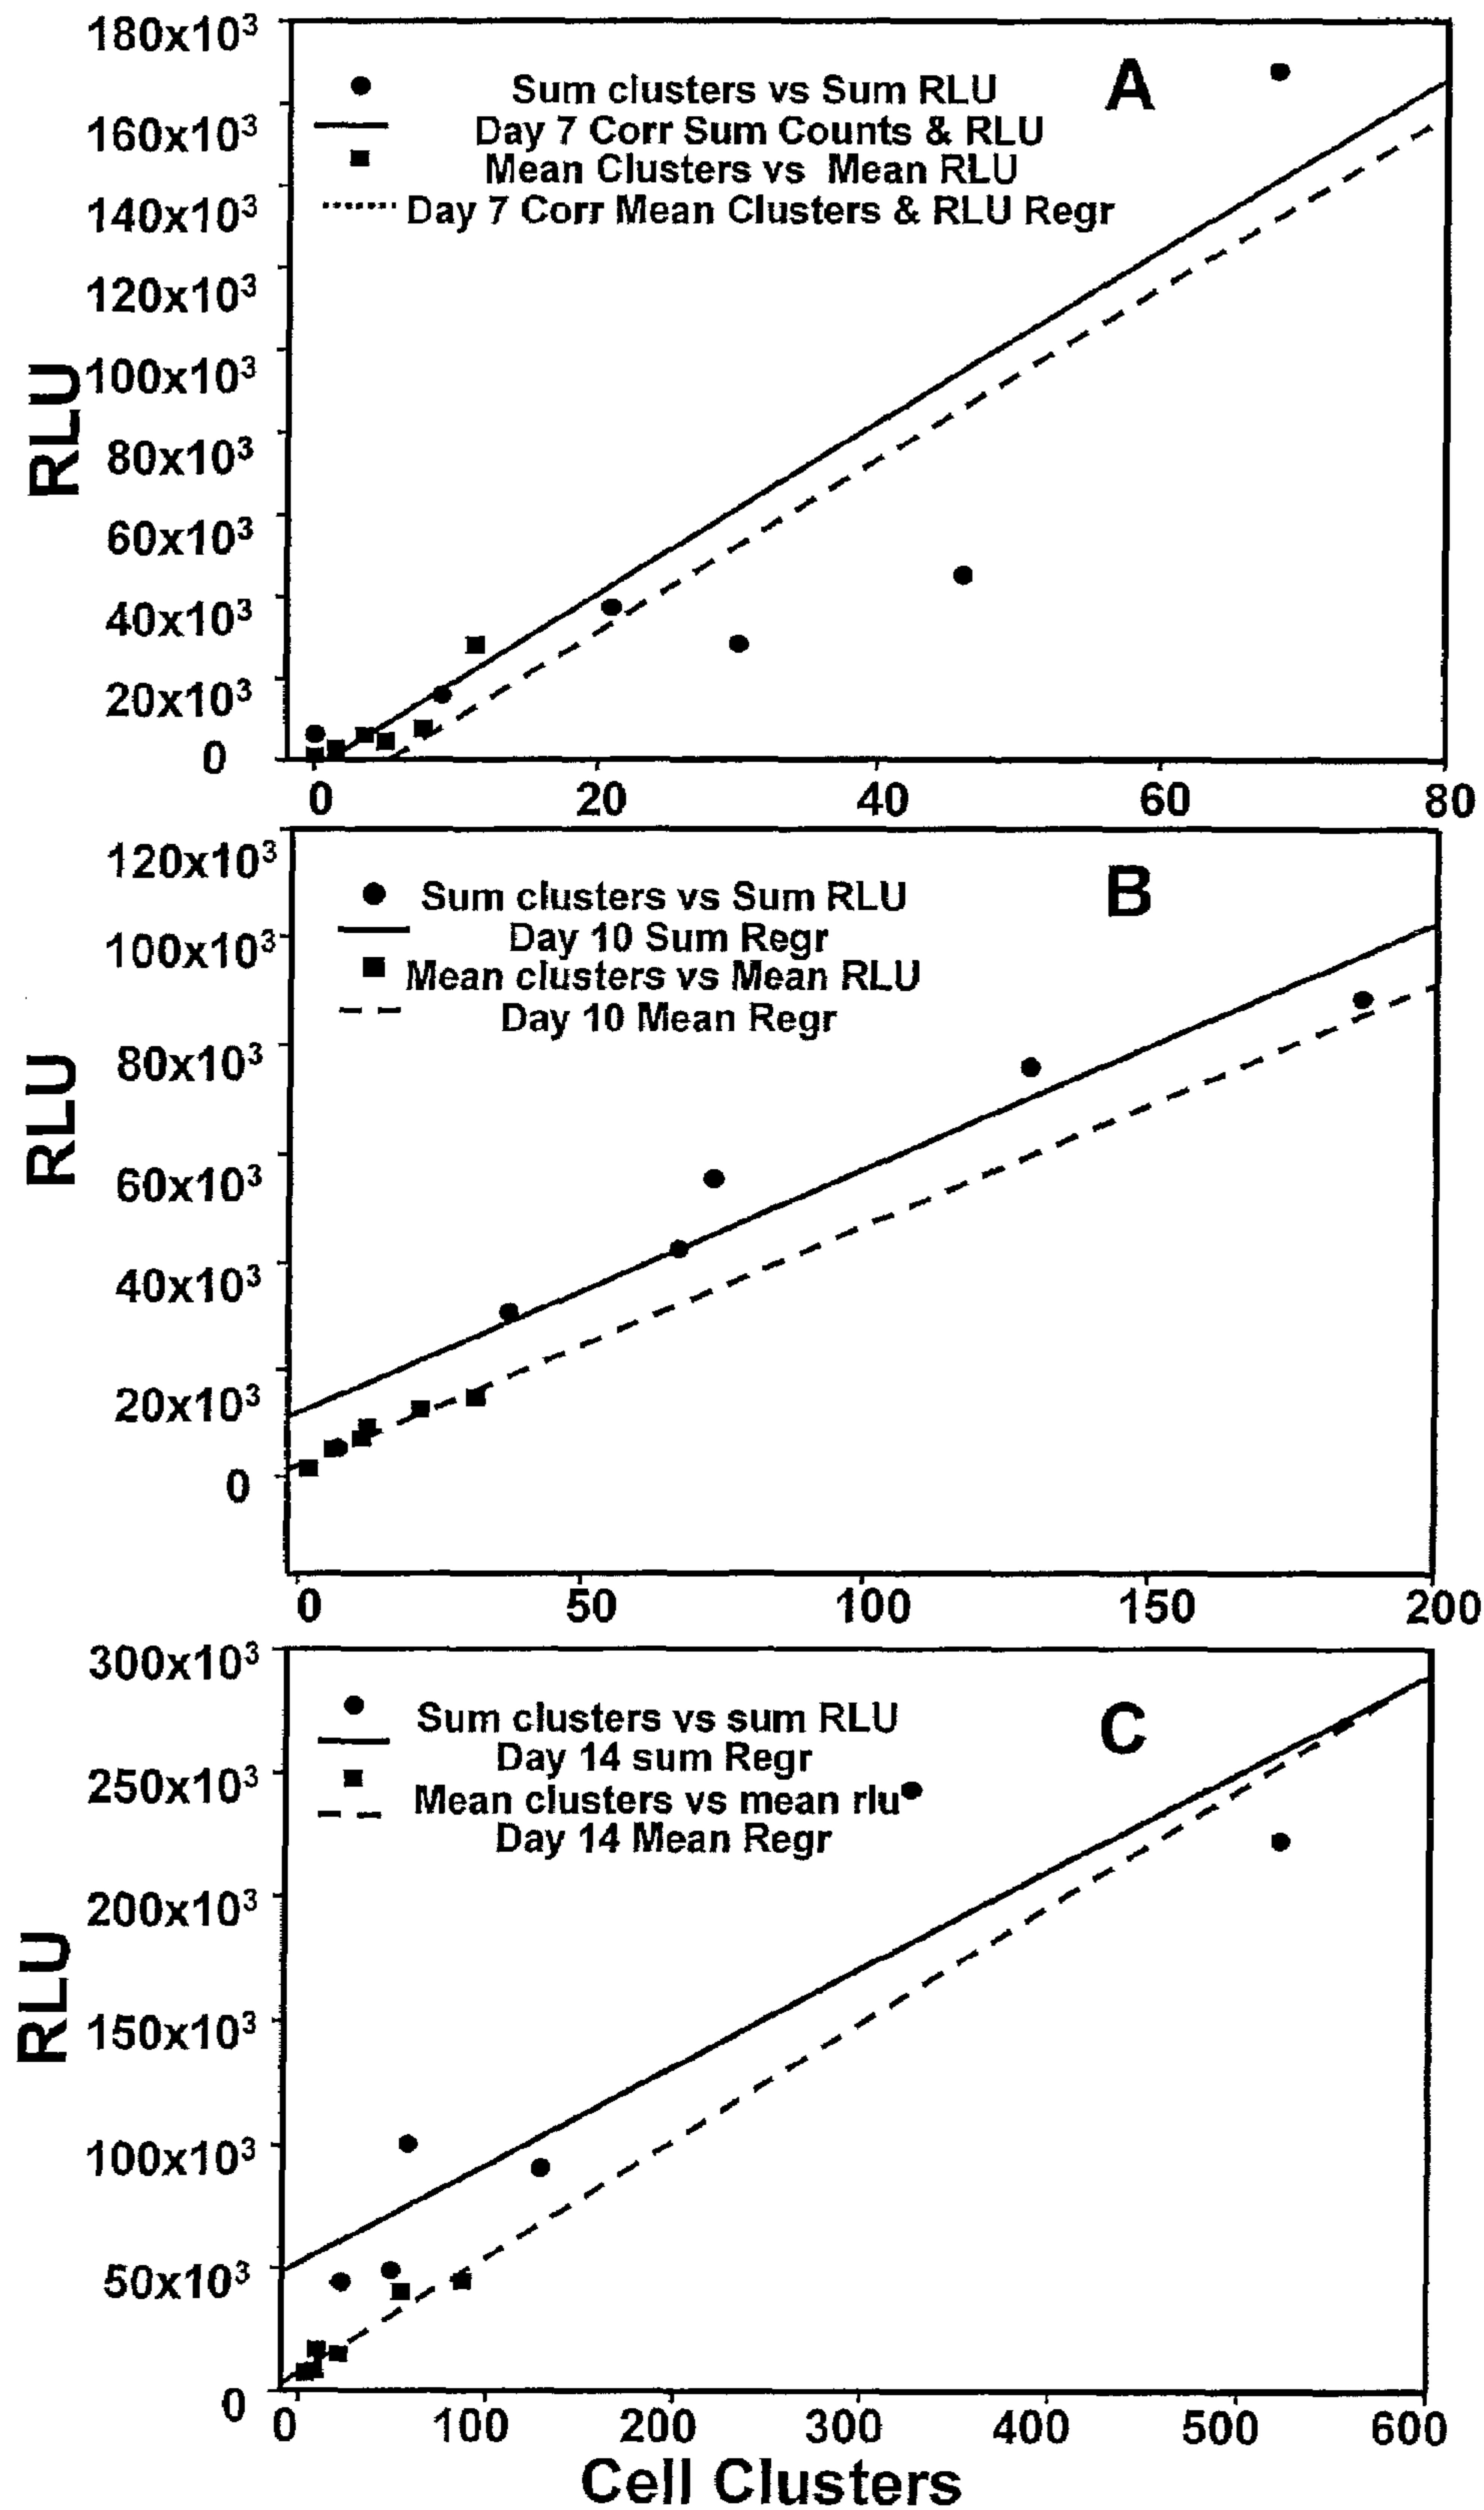 180x10³
160x10³
140x10³
120x10³
100x10³
80x10³
60x10³
40x10³
20x10³
0
RLU
A
Sum clusters vs Sum RLU
Day 7 Corr Sum Counts & RLU
Mean Clusters vs Mean RLU
Day 7 Corr Mean Clusters & RLU Regr
0 20 40 60 80
120x10³
100x10³
80x10³
60x10³
40x10³
20x10³
0
RLU
B
Sum clusters vs Sum RLU
Day 10 Sum Regr
Mean clusters vs Mean RLU
Day 10 Mean Regr
0 50 100 150 200
300x10³
250x10³
200x10³
150x10³
100x10³
50x10³
0
RLU
C
Sum clusters vs sum RLU
Day 14 sum Regr
Mean clusters vs mean rlu
Day 14 Mean Regr
0 100 200 300 400 500 600
Cell Clusters